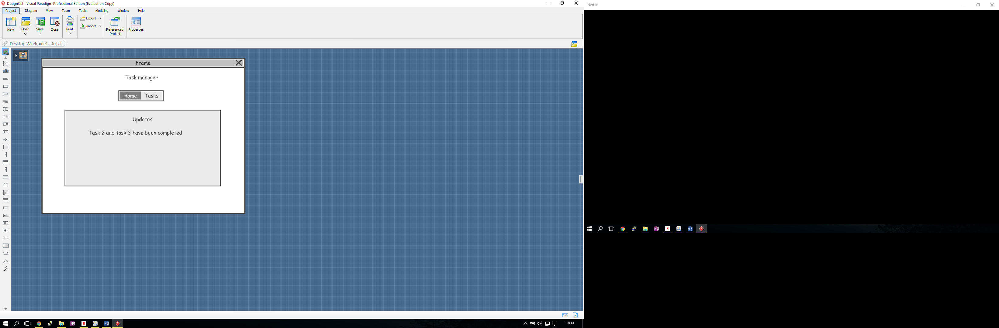 DesignCLI - Visual Paradigm Professional Edition (Evaluation Copy)
Netflix
Project Diagram View Team Tools Modeling Window Help
New Open Save Close Print Export Import Referenced Project Properties
Desktop Wireframe1 - Initial
Frame
Task manager
Home Tasks
Updates
Task 2 and task 3 have been completed
18:41